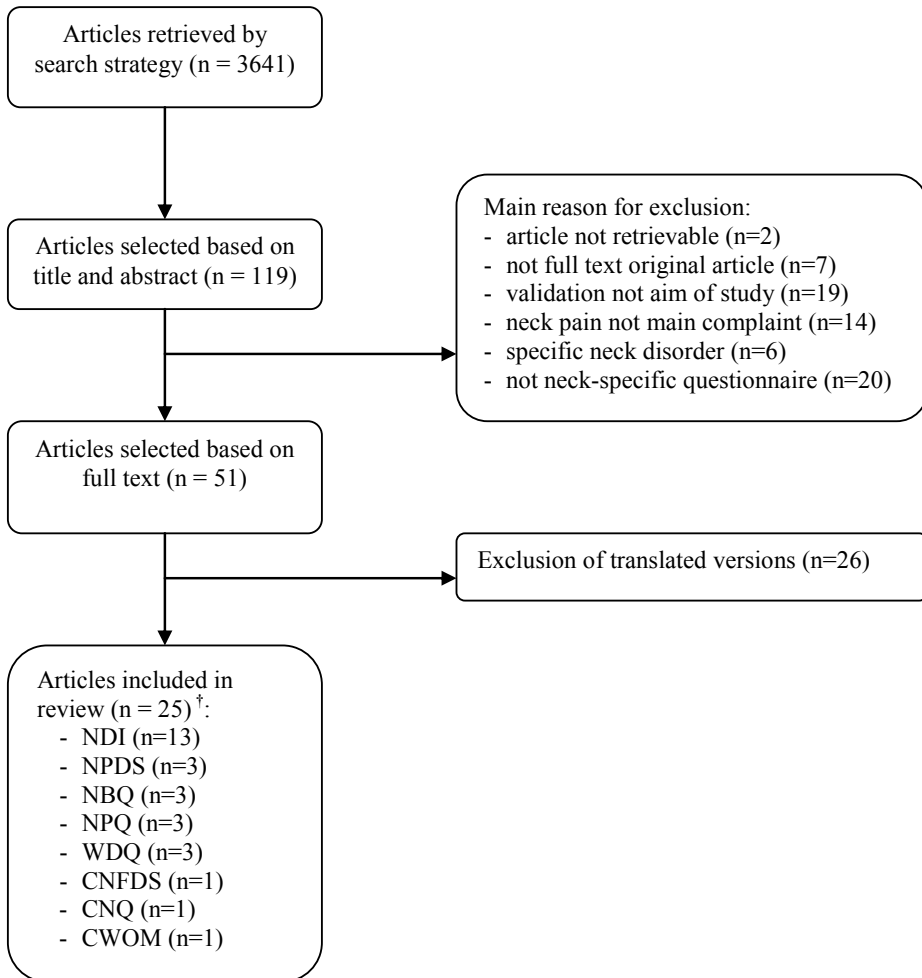 Articles retrieved by
search strategy (n = 3641)
Articles selected based on
title and abstract (n = 119)
Main reason for exclusion:
- article not retrievable (n=2)
- not full text original article (n=7)
- validation not aim of study (n=19)
- neck pain not main complaint (n=14)
- specific neck disorder (n=6)
- not neck-specific questionnaire (n=20)
Articles selected based on
full text (n = 51)
Exclusion of translated versions (n=26)
Articles included in
review (n = 25) †:
- NDI (n=13)
- NPDS (n=3)
- NBQ (n=3)
- NPQ (n=3)
- WDQ (n=3)
- CNFDS (n=1)
- CNQ (n=1)
- CWOM (n=1)